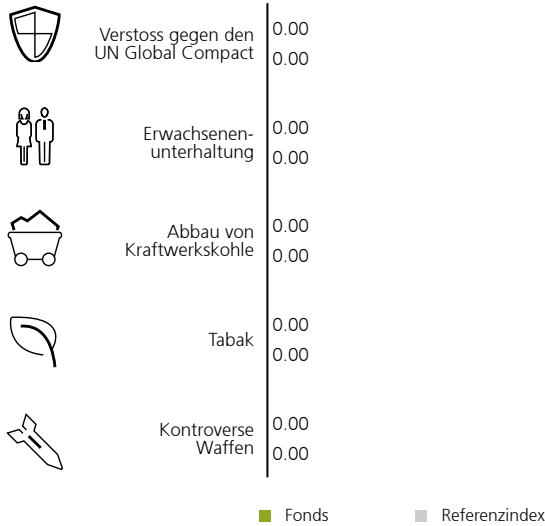 Verstoss gegen den
UN Global Compact
0.00
0.00
Erwachsenen-
unterhaltung
0.00
0.00
Abbau von
Kraftwerkskohle
0.00
0.00
Tabak
0.00
0.00
Kontroverse
Waffen
0.00
0.00
Fonds
Referenzindex